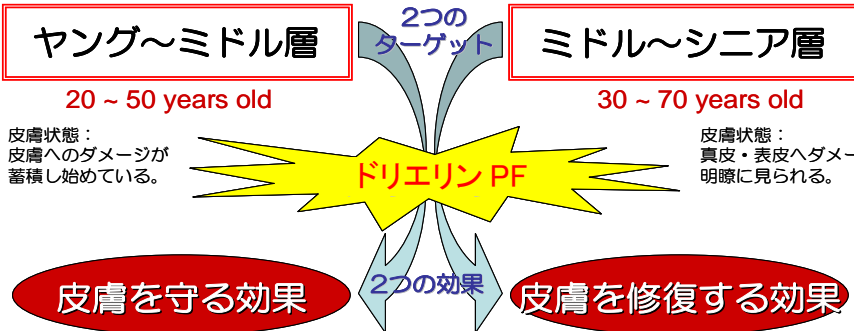 ヤング～ミドル層
2つの
ターゲット
ミドル～シニア層
20 ~ 50 years old
30 ~ 70 years old
皮膚状態：
皮膚へのダメージが
蓄積し始めている。
皮膚状態：
真皮・表皮へダメー
明瞭に見られる。
ドリエリン PF
皮膚を守る効果
2つの効果
皮膚を修復する効果